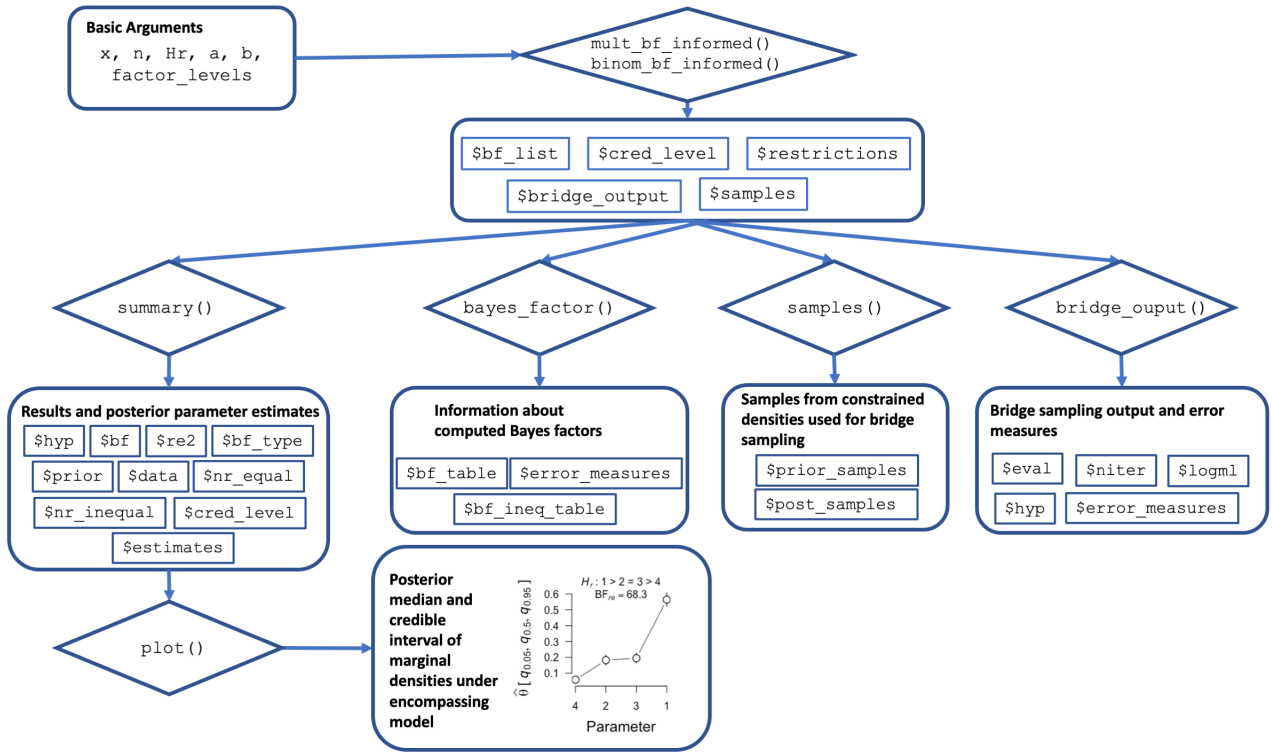 Basic Arguments
x, n, Hr, a, b,
factor_levels
mult_bf_informed()
binom_bf_informed()
$bf_list
$cred_level
$restrictions
$bridge_output
$samples
summary()
bayes_factor()
samples()
bridge_ouput()
Results and posterior parameter estimates
$hyp
$bf
$re2
$bf_type
$prior
$data
$nr_equal
$nr_inequal
$cred_level
$estimates
Information about
computed Bayes factors
$bf_table
$error_measures
$bf_ineq_table
Samples from constrained
densities used for bridge
sampling
$prior_samples
$post_samples
Bridge sampling output and error
measures
$eval
$niter
$logml
$hyp
$error_measures
plot()
Posterior
median and
credible
interval of
marginal
densities under
encompassing
model
Hr : 1 > 2 = 3 > 4
BFre = 68.3
θ̂ [ q0.05, q0.5, q0.95 ]
0.6
0.5
0.4
0.3
0.2
0.1
4 2 3 1
Parameter